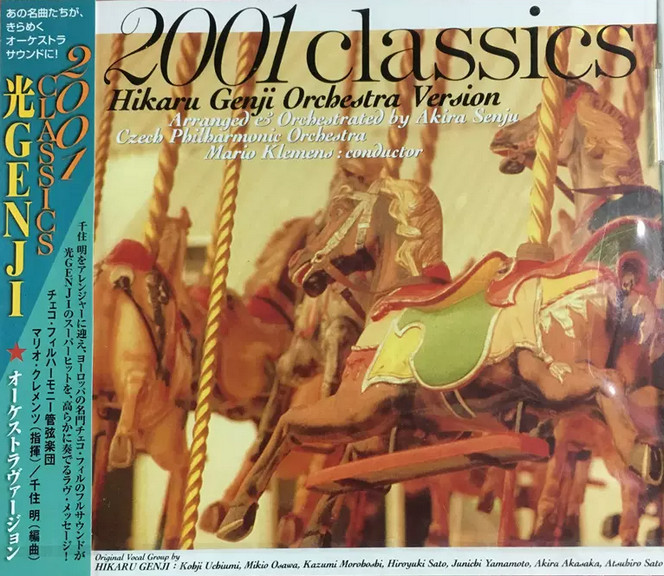 あの名曲たちが、
きらめく
オーケストラ
サウンドに!
2001
CLASSICS
光GENJI
★
オーケストラヴァージョン
千住 明をアレンジャーに迎え、ヨーロッパの名門チェコ・フィルのフルサウンドが
光GENJIのスーパーヒットを、高らかに奏でるラヴ・メッセージ!
チェコ・フィルハーモニー管弦楽団
マリオ・クレメンツ(指揮)/千住 明(編曲)
2001 classics
Hikaru Genji Orchestra Version
Arranged & Orchestrated by Akira Senju
Czech Philharmonic Orchestra
Mario Klemens : conductor
Original Vocal Group by
HIKARU GENJI : Kohji Uchiumi, Mikio Osawa, Kazumi Morohoshi, Hiroyuki Sato, Junichi Yamamoto, Akira Akasaka, Atsuhiro Sato